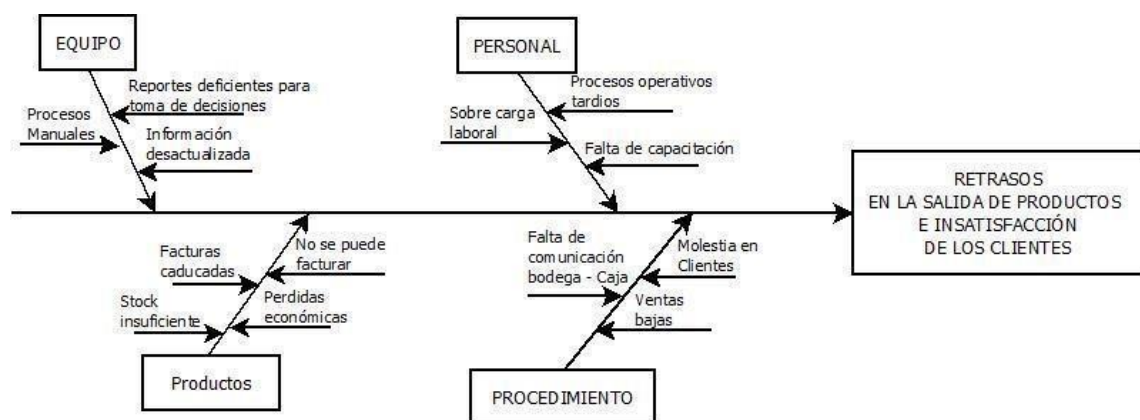 EQUIPO
Reportes deficientes para
toma de decisiones
Procesos
Manuales
Información
desactualizada
PERSONAL
Procesos operativos
tardios
Sobre carga
laboral
Falta de capacitación
RETRASOS
EN LA SALIDA DE PRODUCTOS
E INSATISFACCIÓN
DE LOS CLIENTES
Facturas
caducadas
No se puede
facturar
Stock
insuficiente
Perdidas
económicas
Productos
Falta de
comunicación
bodega - Caja
Molestia en
Clientes
Ventas
bajas
PROCEDIMIENTO